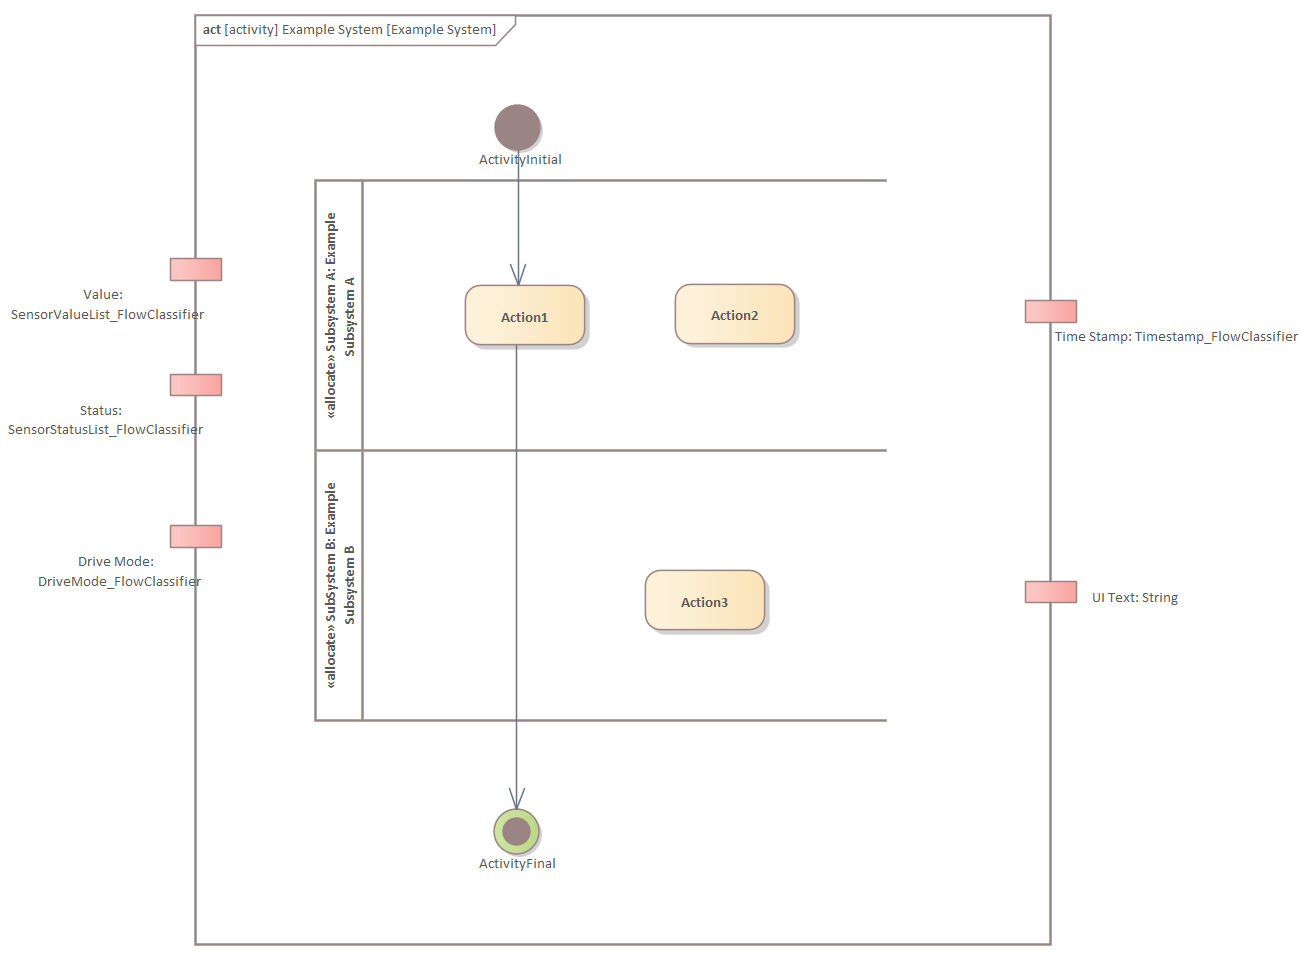 act [activity] Example System [Example System]
ActivityInitial
«allocate» Subsystem A: Example
Subsystem A
Value:
SensorValueList_FlowClassifier
Action1
Action2
Time Stamp: Timestamp_FlowClassifier
Status:
SensorStatusList_FlowClassifier
«allocate» SubSystem B: Example
Subsystem B
Drive Mode:
DriveMode_FlowClassifier
Action3
UI Text: String
ActivityFinal